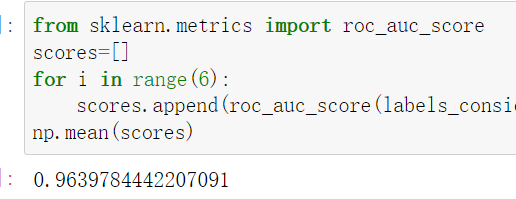 ]: from sklearn.metrics import roc_auc_score
scores=[]
for i in range(6):
    scores.append(roc_auc_score(labels_consi
np.mean(scores)
]: 0.9639784442207091